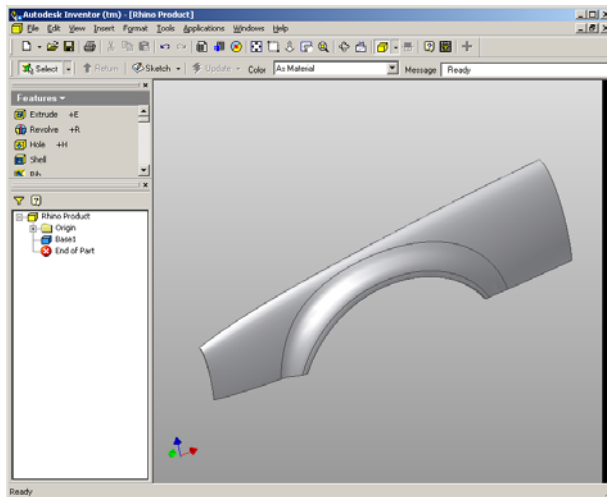 Autodesk Inventor (tm) - [Rhino Product]
File Edit View Insert Format Tools Applications Windows Help
Select Return Sketch Update Color As Material Message Ready
Features
Extrude +E
Revolve +R
Hole +H
Shell
Rhino Product
Origin
Base1
End of Part
Ready